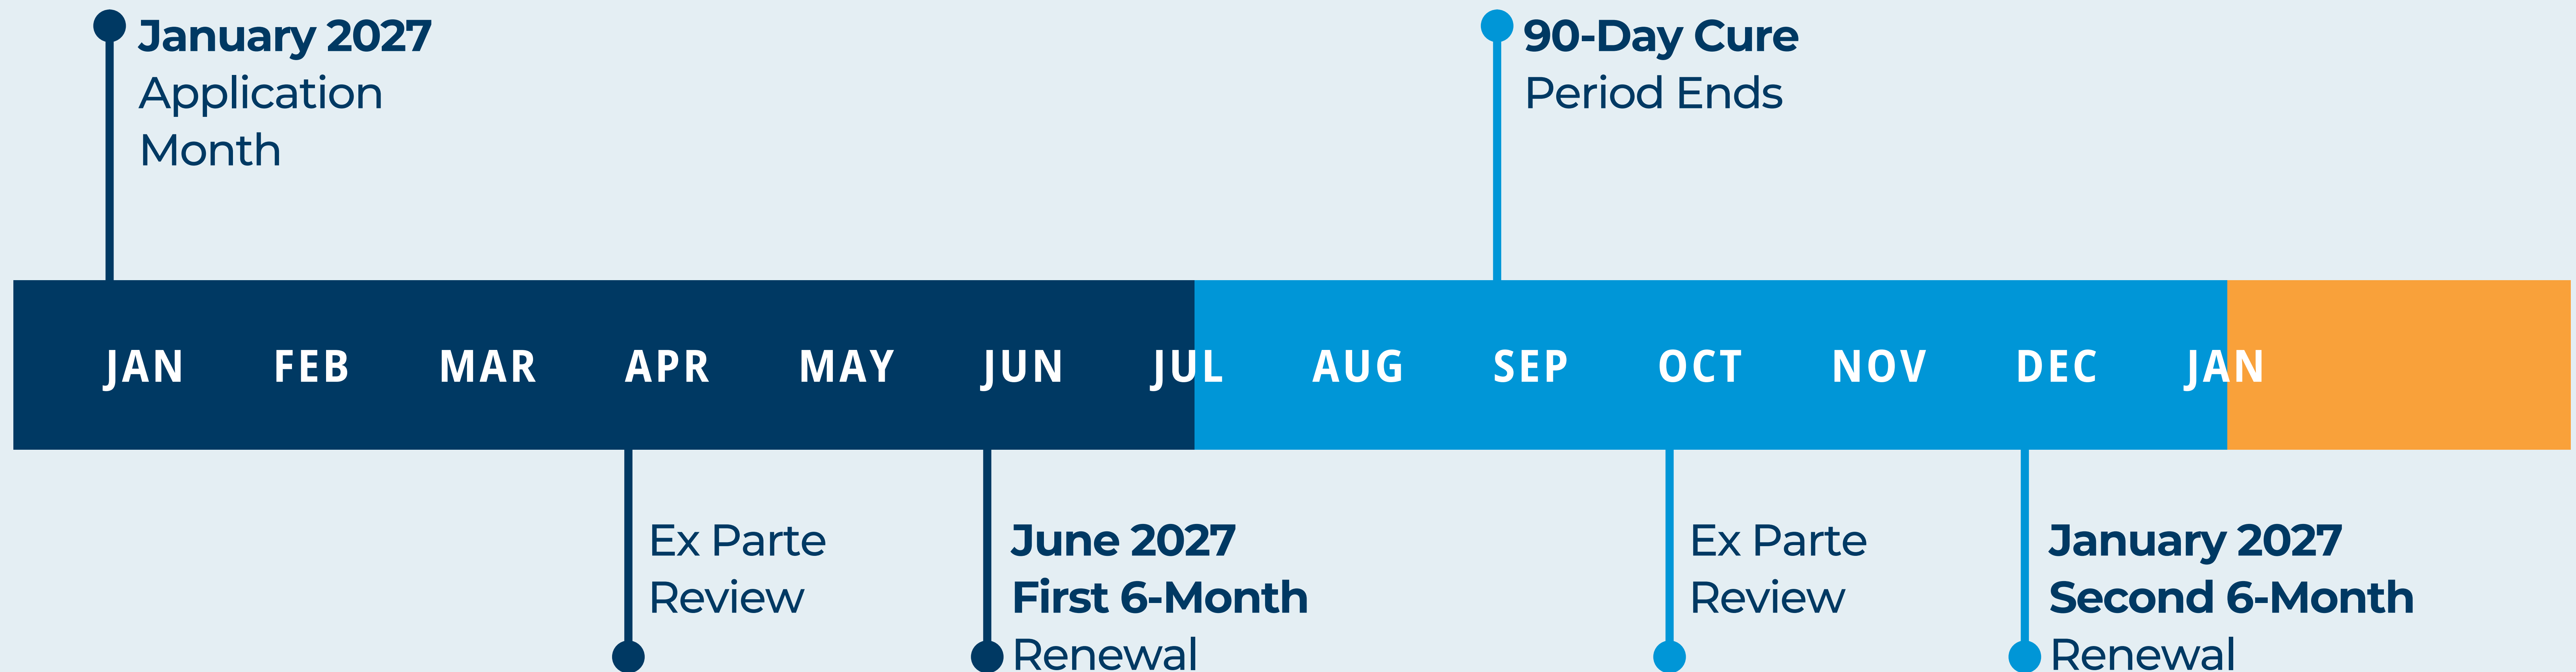 January 2027
Application
Month
90-Day Cure
Period Ends
JAN FEB MAR APR MAY JUN JUL AUG SEP OCT NOV DEC JAN
Ex Parte
Review
June 2027
First 6-Month
Renewal
Ex Parte
Review
January 2027
Second 6-Month
Renewal